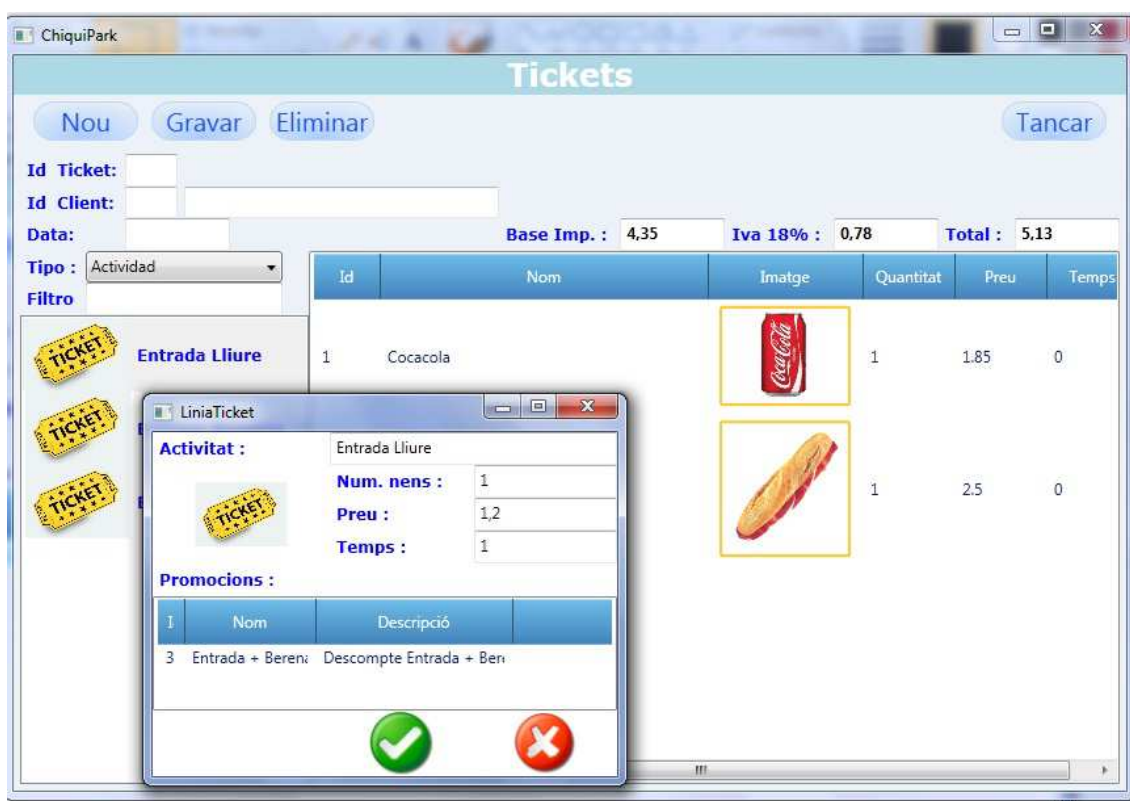 ChiquiPark
Tickets
Nou Gravar Eliminar Tancar
Id Ticket:
Id Client:
Data: Base Imp. : 4,35 Iva 18% : 0,78 Total : 5,13
Tipo : Actividad
Filtro
Id Nom Imatge Quantitat Preu Temps
TICKET Entrada Lliure
1 Cocacola Coca-Cola 1 1.85 0
TICKET
1 2.5 0
TICKET
LiniaTicket
Activitat : Entrada Lliure
TICKET
Num. nens : 1
Preu : 1,2
Temps : 1
Promocions :
I Nom Descripció
3 Entrada + Berena Descompte Entrada + Ber